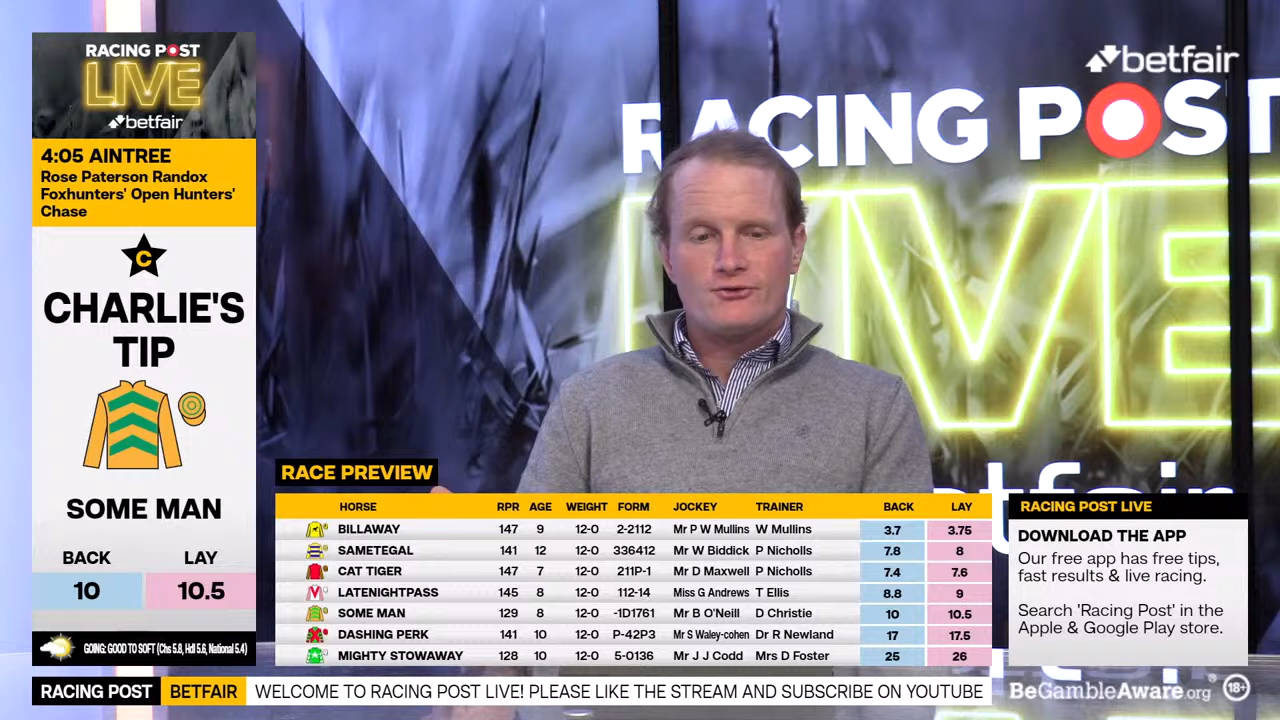 RACING POST
LIVE
betfair
4:05 AINTREE
Rose Paterson Randox
Foxhunters' Open Hunters'
Chase
C
CHARLIE'S
TIP
SOME MAN
BACK LAY
10 10.5
GOING: GOOD TO SOFT (Chs 5.8, Hdl 5.6, National 5.4)
betfair
RACING POST
LIVE
betfair
RACE PREVIEW
HORSE RPR AGE WEIGHT FORM JOCKEY TRAINER BACK LAY
BILLAWAY 147 9 12-0 2-2112 Mr P W Mullins W Mullins 3.7 3.75
SAMETEGAL 141 12 12-0 336412 Mr W Biddick P Nicholls 7.8 8
CAT TIGER 147 7 12-0 211P-1 Mr D Maxwell P Nicholls 7.4 7.6
LATENIGHTPASS 145 8 12-0 112-14 Miss G Andrews T Ellis 8.8 9
SOME MAN 129 8 12-0 -1D1761 Mr B O'Neill D Christie 10 10.5
DASHING PERK 141 10 12-0 P-42P3 Mr S Waley-cohen Dr R Newland 17 17.5
MIGHTY STOWAWAY 128 10 12-0 5-0136 Mr J J Codd Mrs D Foster 25 26
RACING POST LIVE
DOWNLOAD THE APP
Our free app has free tips,
fast results & live racing.
Search 'Racing Post' in the
Apple & Google Play store.
RACING POST BETFAIR WELCOME TO RACING POST LIVE! PLEASE LIKE THE STREAM AND SUBSCRIBE ON YOUTUBE
BeGambleAware.org® 18+